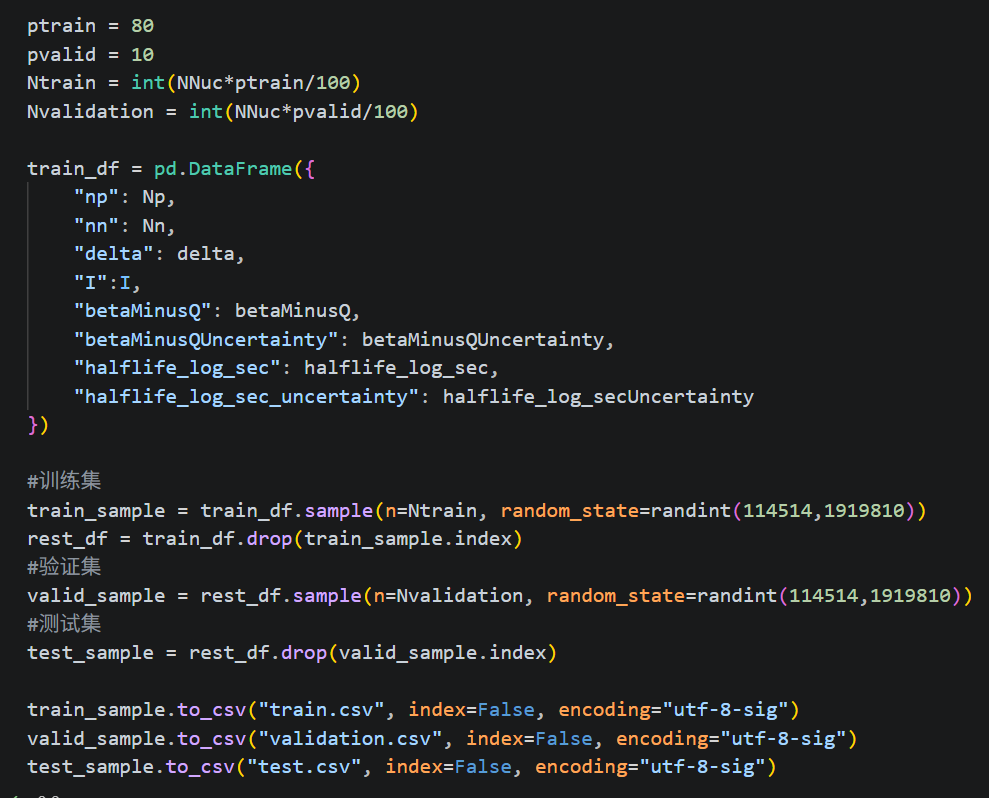 ptrain = 80
pvalid = 10
Ntrain = int(NNuc*ptrain/100)
Nvalidation = int(NNuc*pvalid/100)
train_df = pd.DataFrame({
"np": Np,
"nn": Nn,
"delta": delta,
"I":I,
"betaMinusQ": betaMinusQ,
"betaMinusQUncertainty": betaMinusQUncertainty,
"halflife_log_sec": halflife_log_sec,
"halflife_log_sec_uncertainty": halflife_log_secUncertainty
})
#训练集
train_sample = train_df.sample(n=Ntrain, random_state=randint(114514,1919810))
rest_df = train_df.drop(train_sample.index)
#验证集
valid_sample = rest_df.sample(n=Nvalidation, random_state=randint(114514,1919810))
#测试集
test_sample = rest_df.drop(valid_sample.index)
train_sample.to_csv("train.csv", index=False, encoding="utf-8-sig")
valid_sample.to_csv("validation.csv", index=False, encoding="utf-8-sig")
test_sample.to_csv("test.csv", index=False, encoding="utf-8-sig")